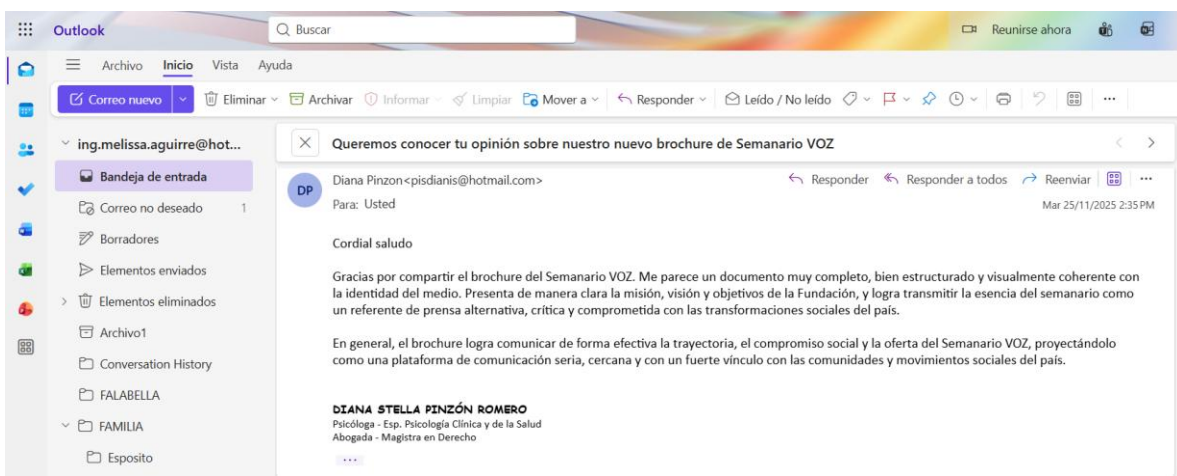 Outlook
Buscar
Reunirse ahora
Archivo Inicio Vista Ayuda
Correo nuevo Eliminar Archivar Informar Limpiar Mover a Responder Leído / No leído
ing.melissa.aguirre@hot...
Queremos conocer tu opinión sobre nuestro nuevo brochure de Semanario VOZ
Bandeja de entrada
Correo no deseado 1
Borradores
Elementos enviados
Elementos eliminados
Archivo1
Conversation History
FALABELLA
FAMILIA
Esposito
DP
Diana Pinzon<pisdianis@hotmail.com>
Responder Responder a todos Reenviar
Para: Usted
Mar 25/11/2025 2:35 PM
Cordial saludo
Gracias por compartir el brochure del Semanario VOZ. Me parece un documento muy completo, bien estructurado y visualmente coherente con
la identidad del medio. Presenta de manera clara la misión, visión y objetivos de la Fundación, y logra transmitir la esencia del semanario como
un referente de prensa alternativa, crítica y comprometida con las transformaciones sociales del país.
En general, el brochure logra comunicar de forma efectiva la trayectoria, el compromiso social y la oferta del Semanario VOZ, proyectándolo
como una plataforma de comunicación seria, cercana y con un fuerte vínculo con las comunidades y movimientos sociales del país.
DIANA STELLA PINZÓN ROMERO
Psicóloga - Esp. Psicología Clínica y de la Salud
Abogada - Magistra en Derecho